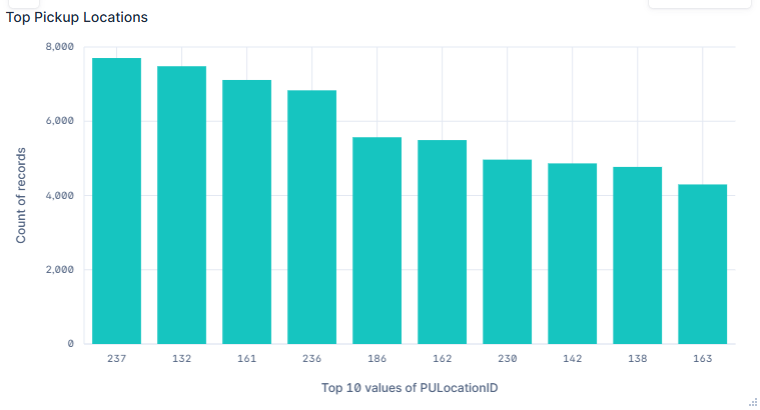 Top Pickup Locations
8,000
6,000
4,000
2,000
0
Count of records
237 132 161 236 186 162 230 142 138 163
Top 10 values of PULocationID